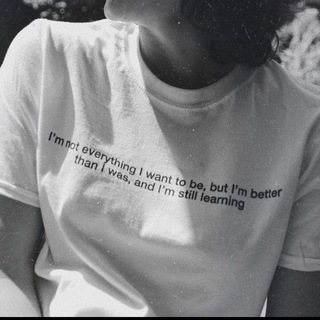 I'm not everything I want to be, but I'm better
than I was, and I'm still learning